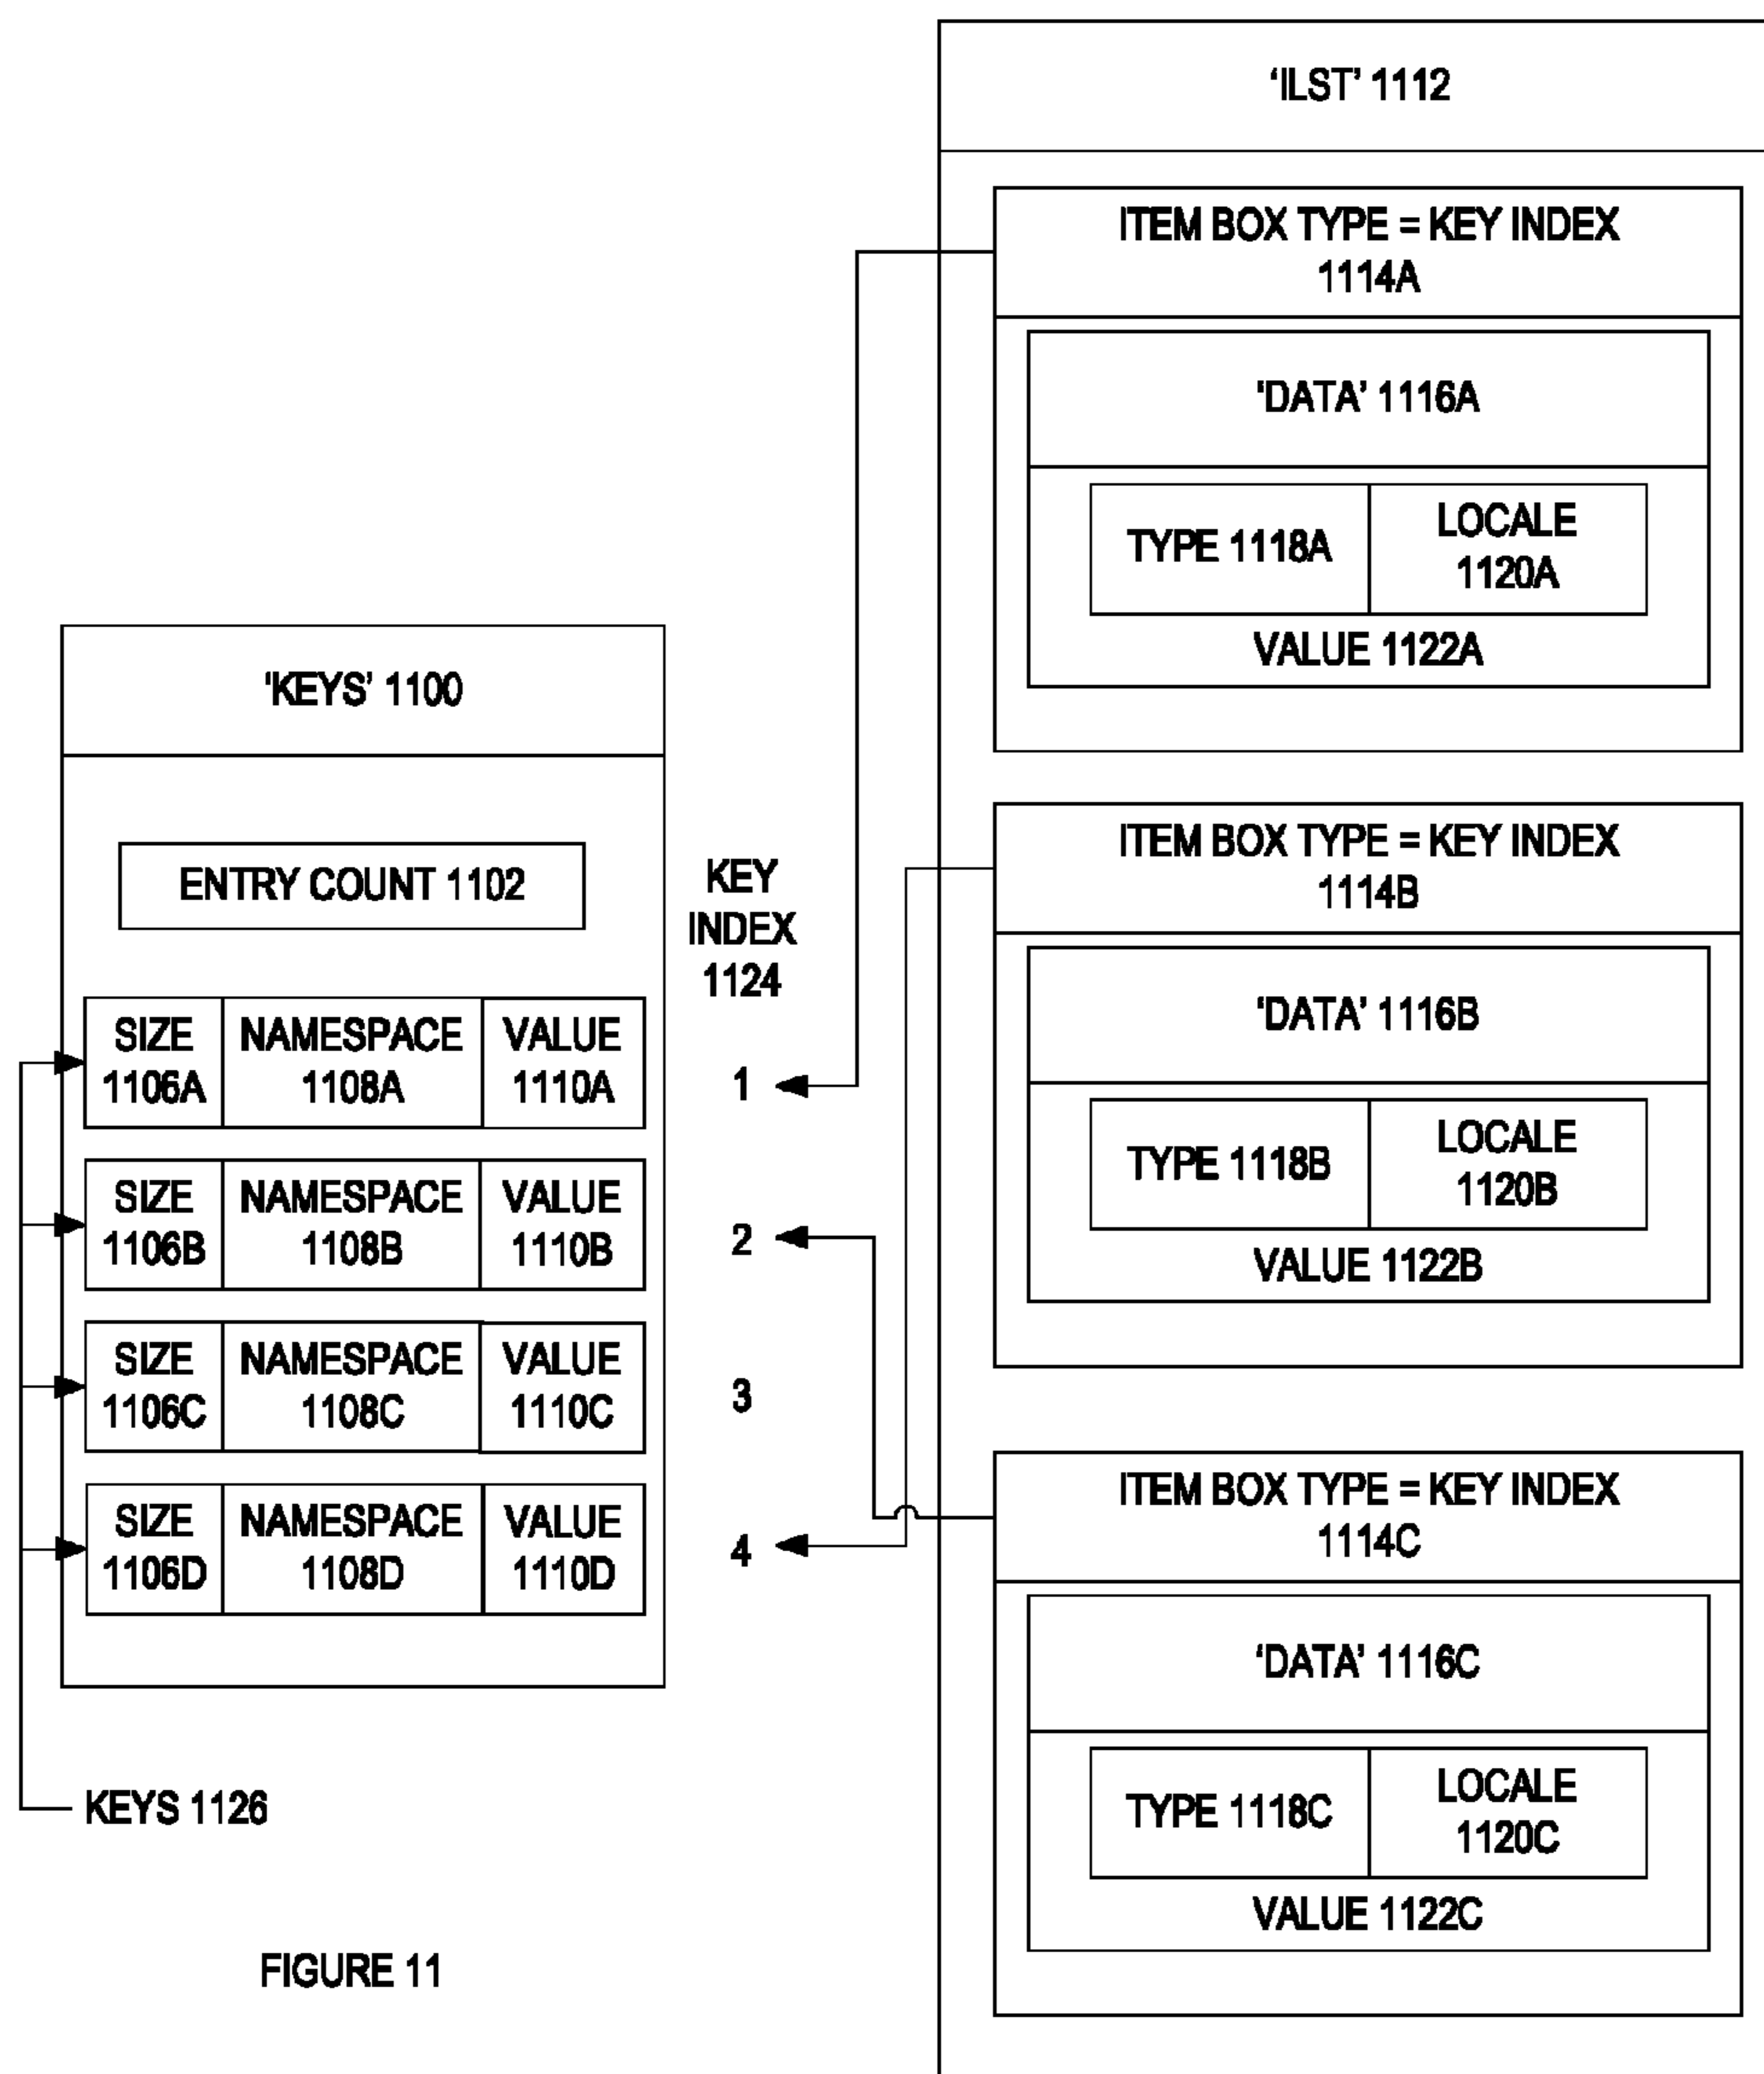 'KEYS' 1100
ENTRY COUNT 1102
SIZE 1106A
NAMESPACE 1108A
VALUE 1110A
SIZE 1106B
NAMESPACE 1108B
VALUE 1110B
SIZE 1106C
NAMESPACE 1108C
VALUE 1110C
SIZE 1106D
NAMESPACE 1108D
VALUE 1110D
KEYS 1126
KEY
INDEX
1124
1
2
3
4
'ILST' 1112
ITEM BOX TYPE = KEY INDEX
1114A
'DATA' 1116A
TYPE 1118A
LOCALE
1120A
VALUE 1122A
ITEM BOX TYPE = KEY INDEX
1114B
'DATA' 1116B
TYPE 1118B
LOCALE
1120B
VALUE 1122B
ITEM BOX TYPE = KEY INDEX
1114C
'DATA' 1116C
TYPE 1118C
LOCALE
1120C
VALUE 1122C
FIGURE 11